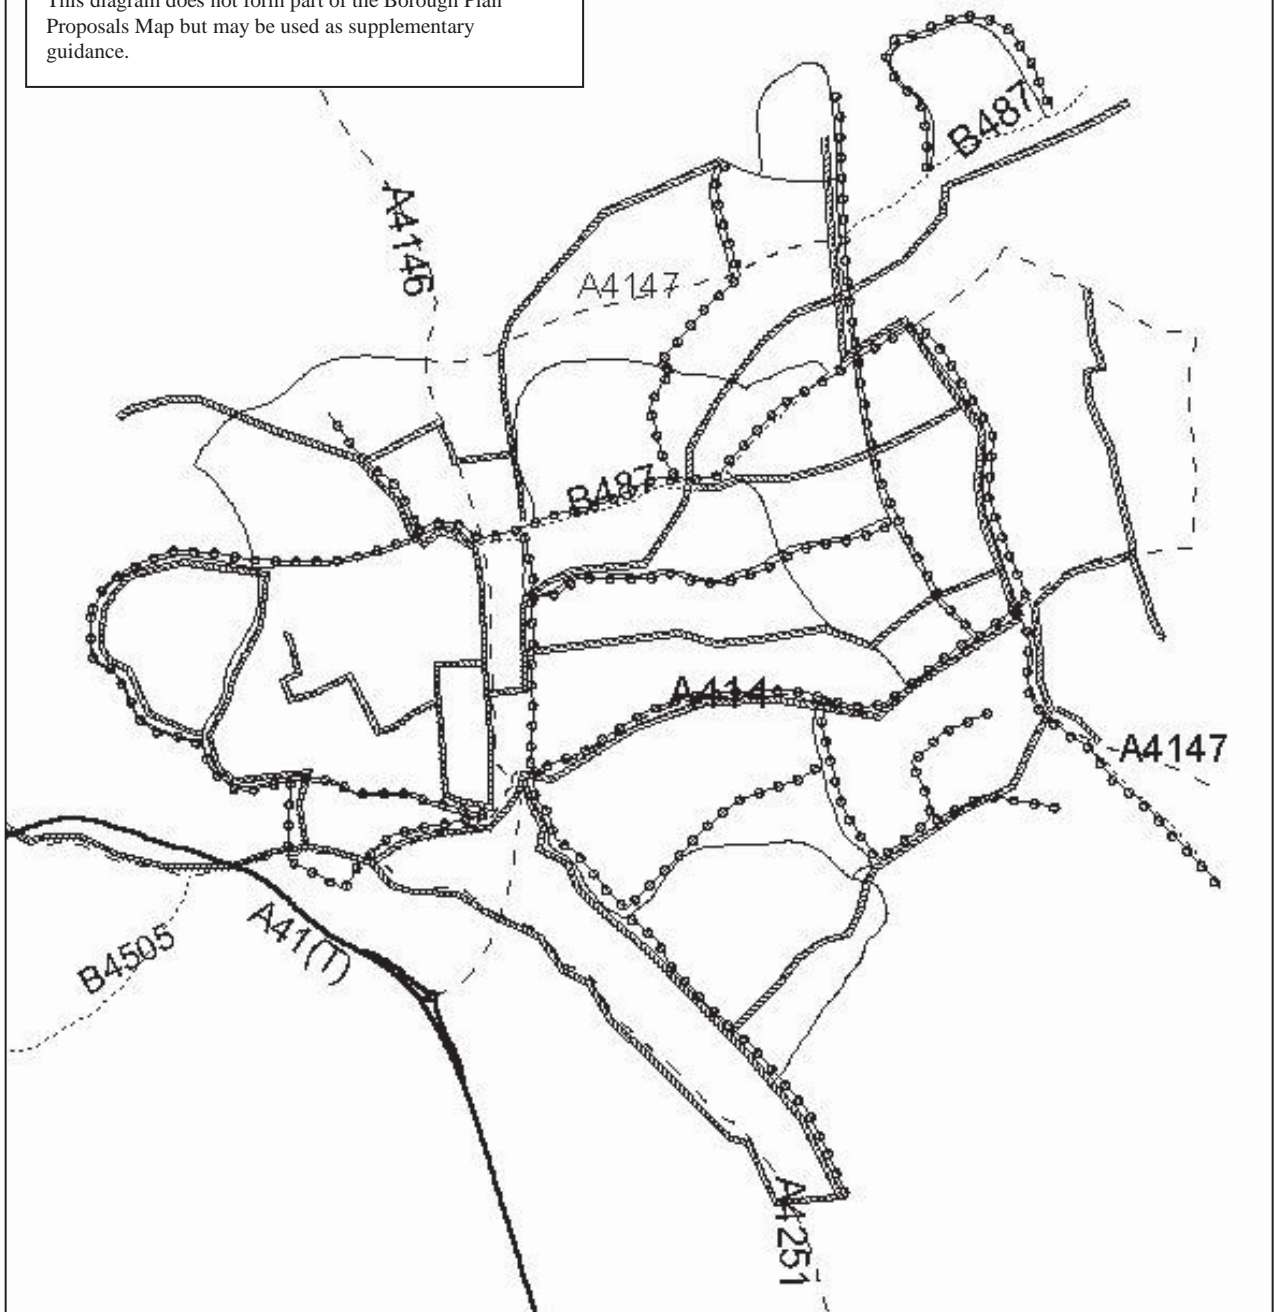 This diagram does not form part of the Borough Plan
Proposals Map but may be used as supplementary
guidance.
B487
A4146
A4147
B487
A414
A4147
A41(T)
B4505
A4251